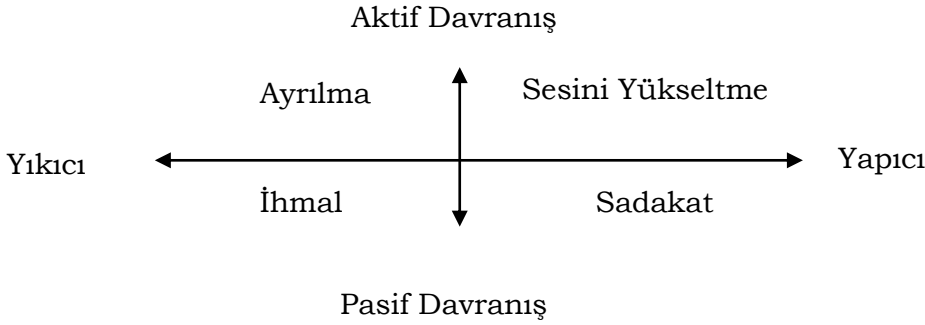 Aktif Davranış
Ayrılma
Sesini Yükseltme
Yıkıcı
Yapıcı
İhmal
Sadakat
Pasif Davranış